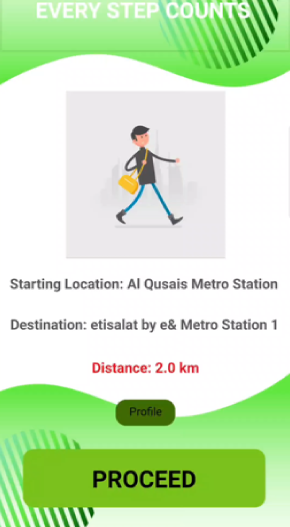 EVERY STEP COUNTS
Starting Location: Al Qusais Metro Station
Destination: etisalat by e& Metro Station 1
Distance: 2.0 km
Profile
PROCEED